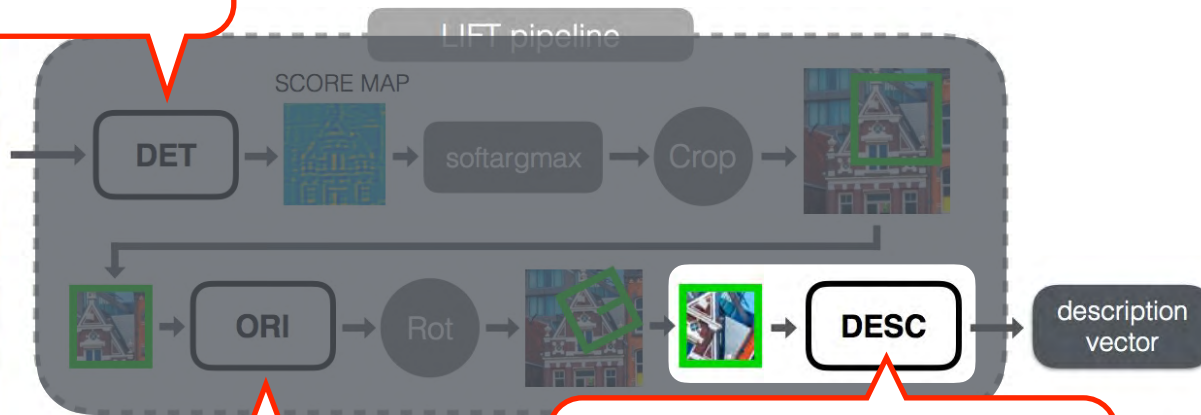 LIFT pipeline
SCORE MAP
DET
softargmax
Crop
ORI
Rot
DESC
description
vector